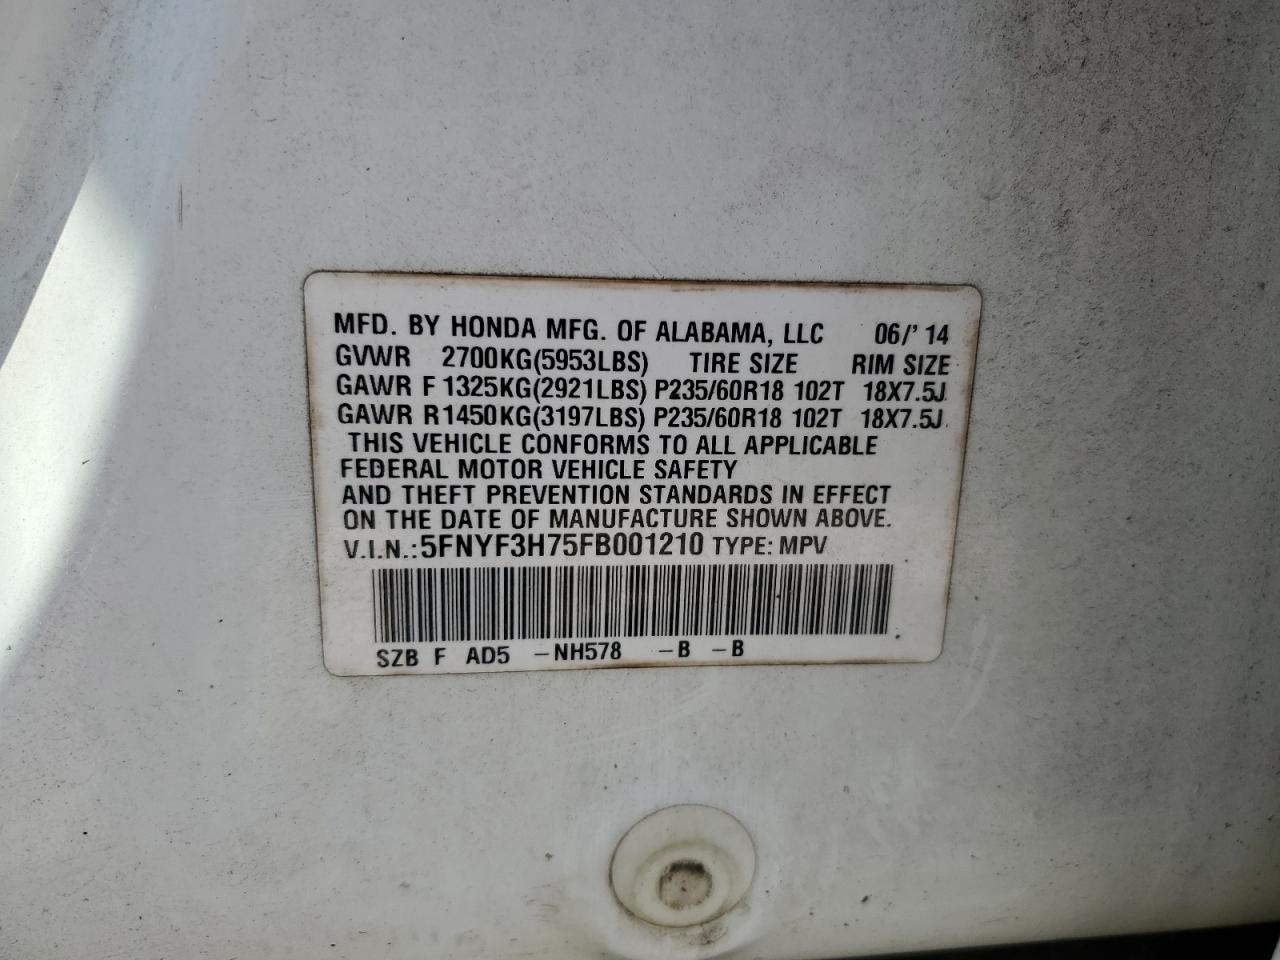 MFD. BY HONDA MFG. OF ALABAMA, LLC 06/'14
GVWR 2700KG(5953LBS) TIRE SIZE RIM SIZE
GAWR F 1325KG(2921LBS) P235/60R18 102T 18X7.5J
GAWR R1450KG(3197LBS) P235/60R18 102T 18X7.5J
THIS VEHICLE CONFORMS TO ALL APPLICABLE
FEDERAL MOTOR VEHICLE SAFETY
AND THEFT PREVENTION STANDARDS IN EFFECT
ON THE DATE OF MANUFACTURE SHOWN ABOVE.
V.I.N.:5FNYF3H75FB001210 TYPE: MPV
SZB F AD5 -NH578 -B -B